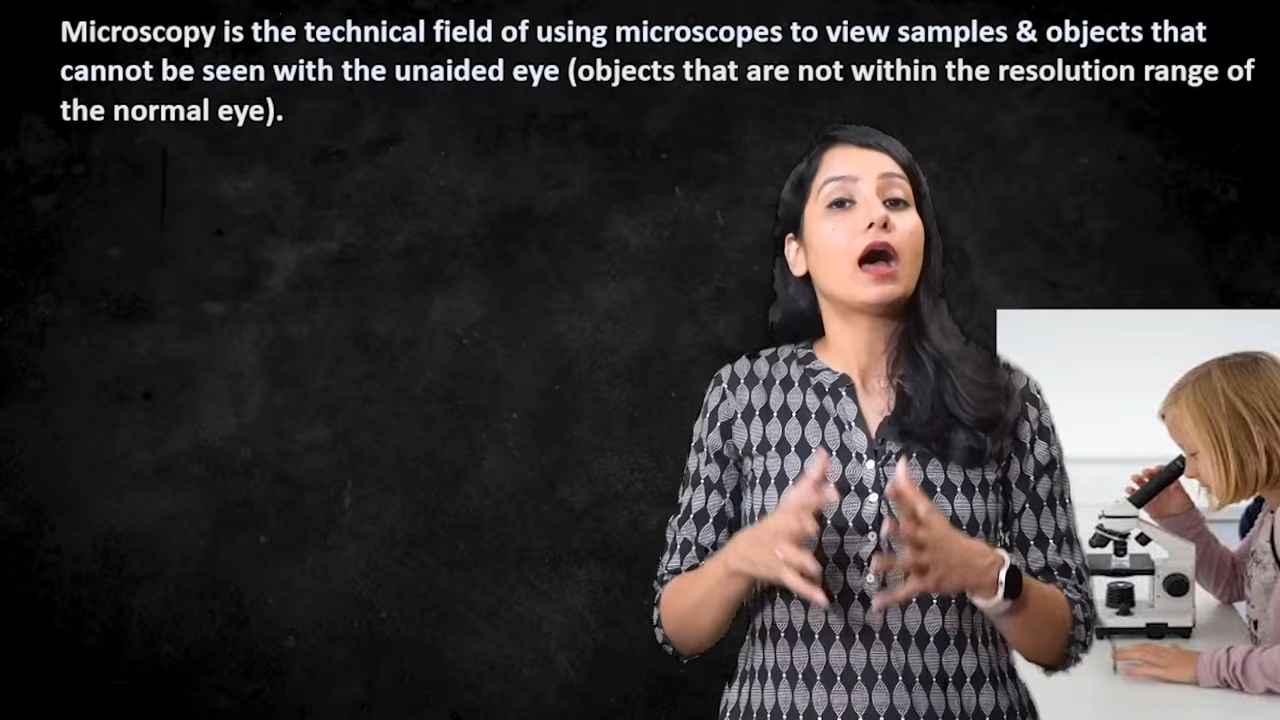 Microscopy is the technical field of using microscopes to view samples & objects that
cannot be seen with the unaided eye (objects that are not within the resolution range of
the normal eye).